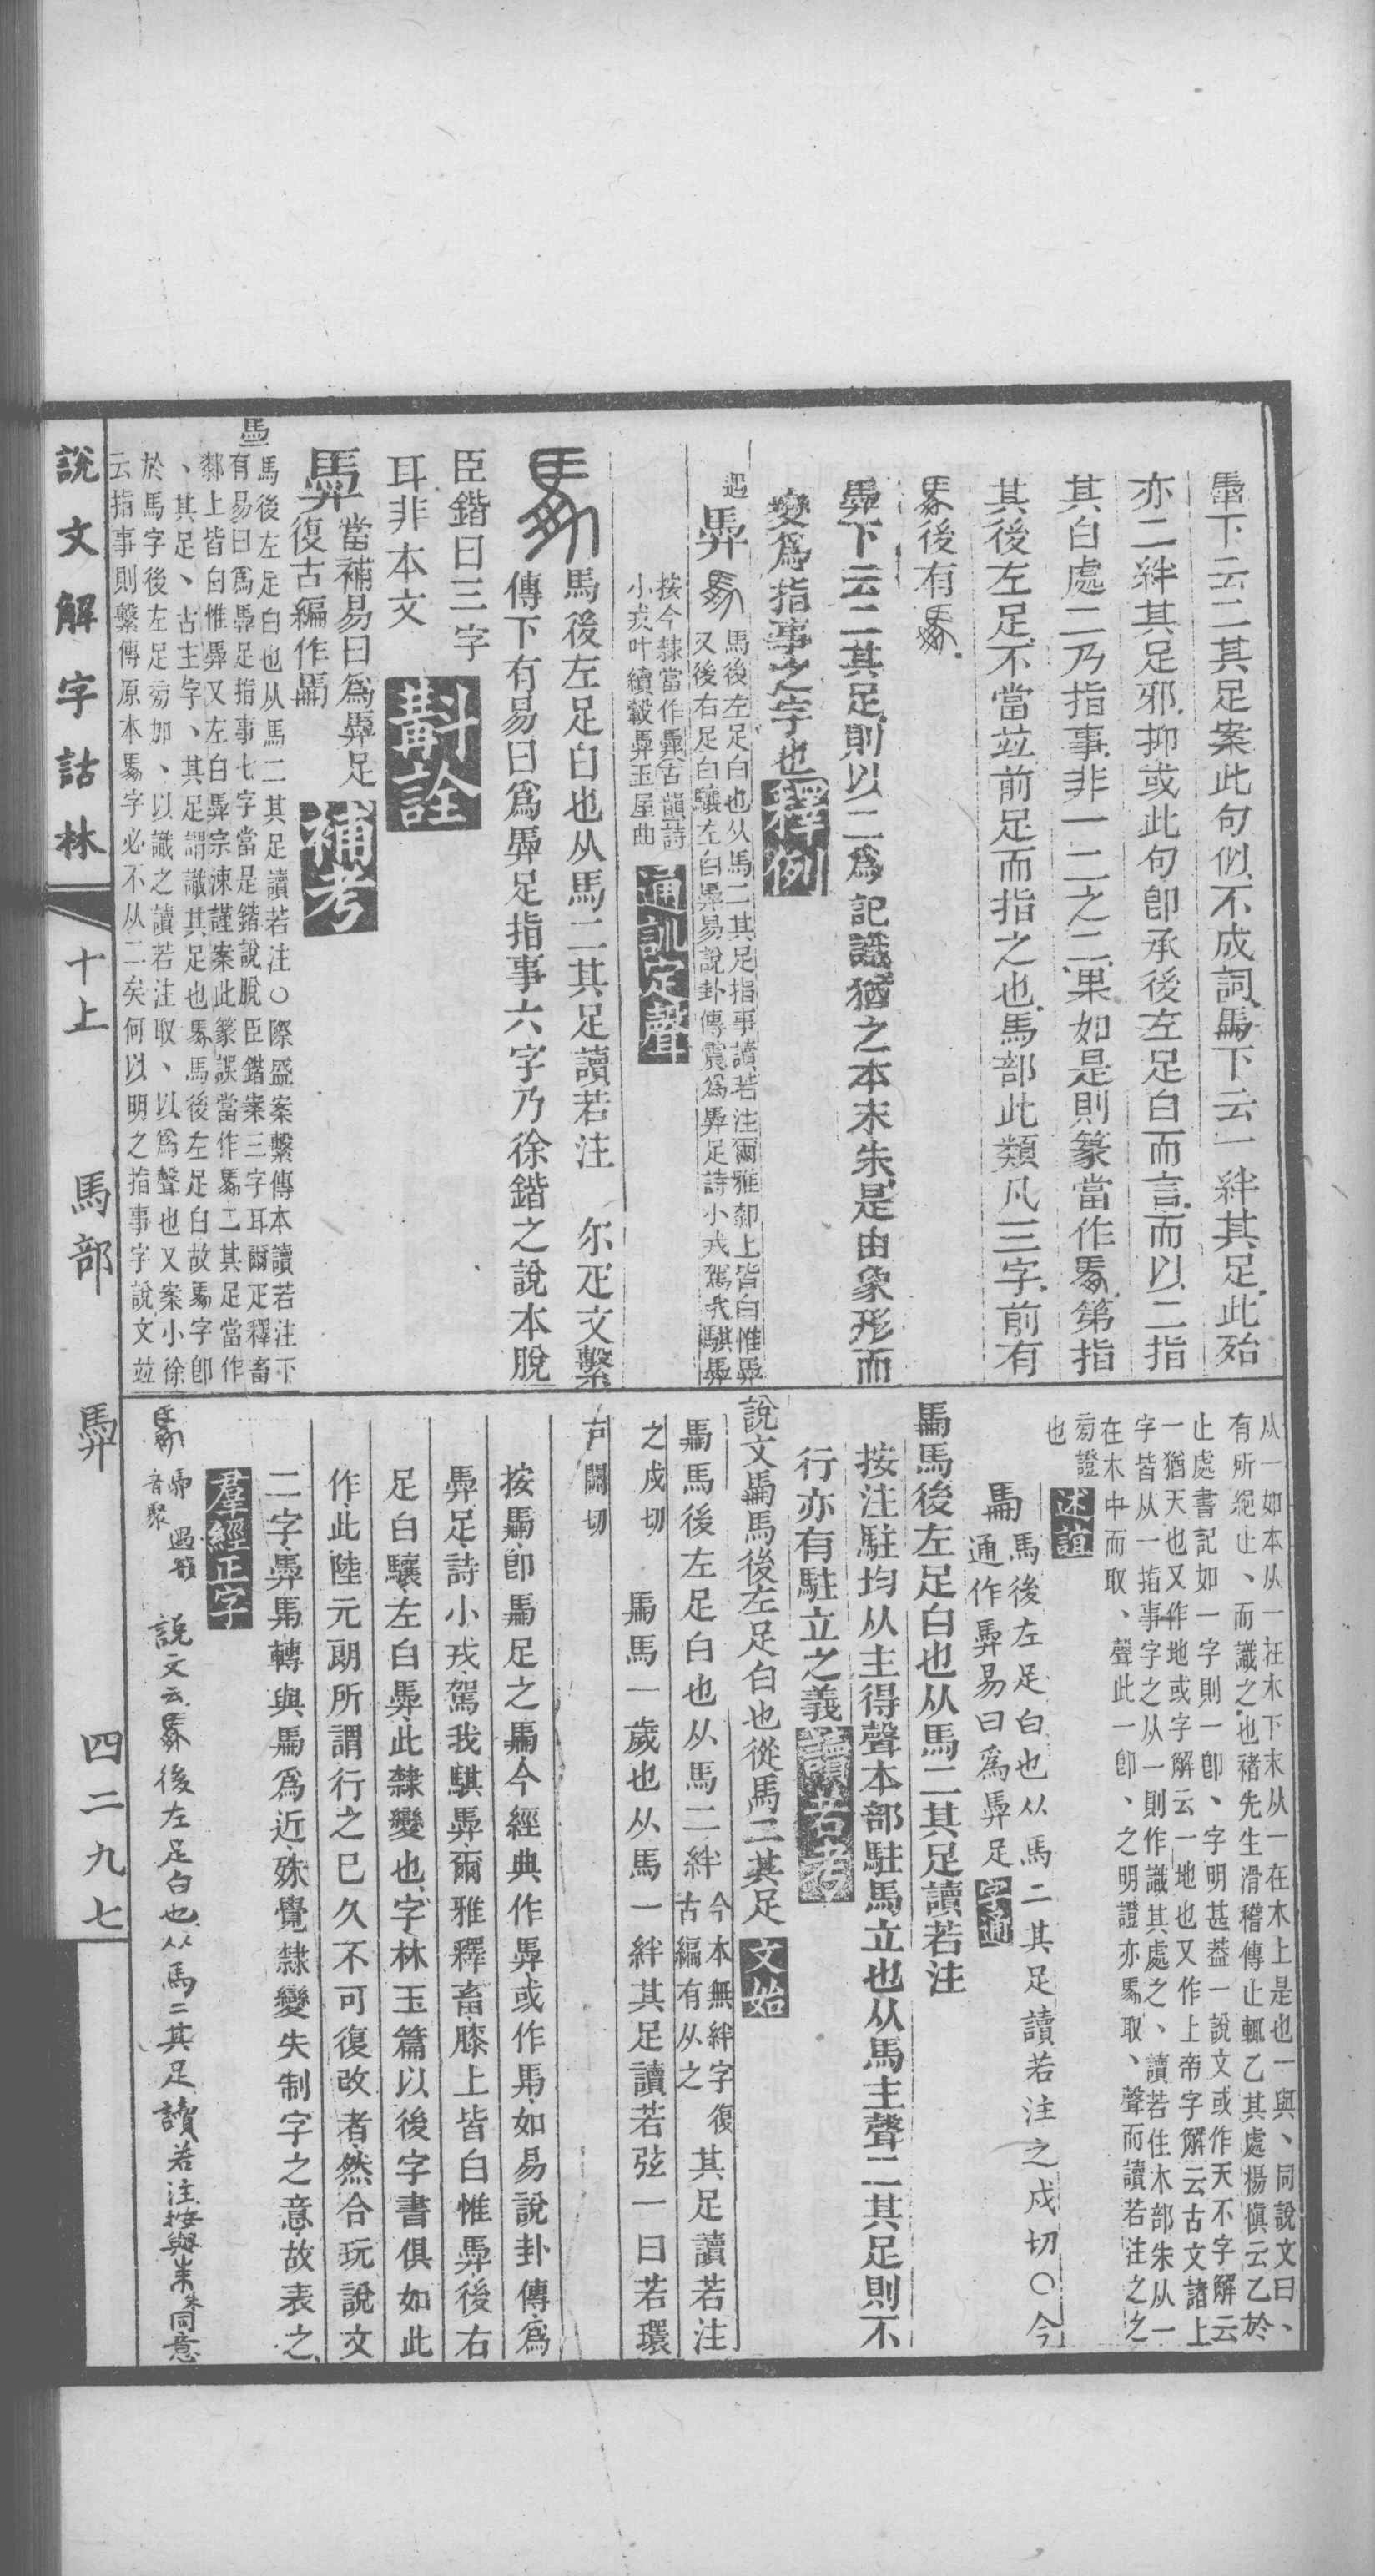 馵下云二其足案此句似不成詞馬下云一絆其足此殆
亦二絆其足邪抑或此句卽承後左足白而言而以二指
其白處二乃指事非一二之二果如是則篆當作馵第指
其後左足不當竝前足而指之也馬部此類凡三字前有
後有
馵下云二其足則以二爲記識猶之本末朱是由象形而
變爲指事之字也 釋例
遇 馵 馬後左足白也从馬二其足指事讀若注爾雅䣛上皆白惟馵
又後右足白驤左白馵易說卦傳震爲馵足詩小戎駕我騏馵
按今隸當作馵古韻詩
小戎叶續轂馵玉屋曲 通訓定聲
馬後左足白也从馬二其足讀若注 尔疋文繫
傳下有易曰爲馵足指事六字乃徐鍇之說本脫
臣鍇曰三字
耳非本文 斠詮
馵 當補易曰爲馵足
復古編作馵 補考
馬後左足白也从馬二其足讀若注○際盛案繫傳本讀若注下
有易曰爲馵足指事七字當是鍇說脫臣鍇案三字耳爾疋釋畜
䣛上皆白惟馵又左白馵宗涑謹案此篆誤當作馵二其足當作
丶其足丶古主字丶其足謂識其足也馵馬後左足白故馵字卽
於馬字後左足旁加丶以識之讀若注取丶以爲聲也又案小徐
云指事則繫傳原本馵字必不从二矣何以明之指事字說文竝
說文解字詁林 十上 馬部 馵 四二九七
从一如本从一在木下末从一在木上是也一與丶同說文曰丶
有所絕止丶而識之也褚先生滑稽傳止輒乙其處楊愼云乙於
止處書記如一字則一卽丶字明甚葢一說文或作天不字解云
一猶天也又作地或字解云一地也又作上帝字解云古文諸上
字皆从一指事字之从一則作識其處之丶讀若住木部朱从一
在木中而取丶聲此一卽丶之明證亦馵取丶聲而讀若注之之
旁證
也 述誼
馵 馬後左足白也从馬二其足讀若注之戍切○今
通作馵易曰爲馵足 字通
馵馬後左足白也从馬二其足讀若注
按注駐均从主得聲本部駐馬立也从馬主聲二其足則不
行亦有駐立之義 讀若考
說文馵馬後左足白也從馬二其足 文始
馵馬後左足白也从馬二絆 今本無絆字復
古編有从之 其足讀若注
之戍切 馬馬一歲也从馬一絆其足讀若弦一曰若環
戶關切
按馵卽馵足之馵今經典作馵或作馬如易說卦傳爲
馵足詩小戎駕我騏馵爾雅釋畜膝上皆白惟馵後右
足白驤左白馵此隸變也字林玉篇以後字書俱如此
作此陸元朗所謂行之已久不可復改者然合玩說文
二字馵馬轉與馵爲近殊覺隸變失制字之意故表之
羣經正字
說文云馵後左足白也从馬二其足讀若注按與朱同意